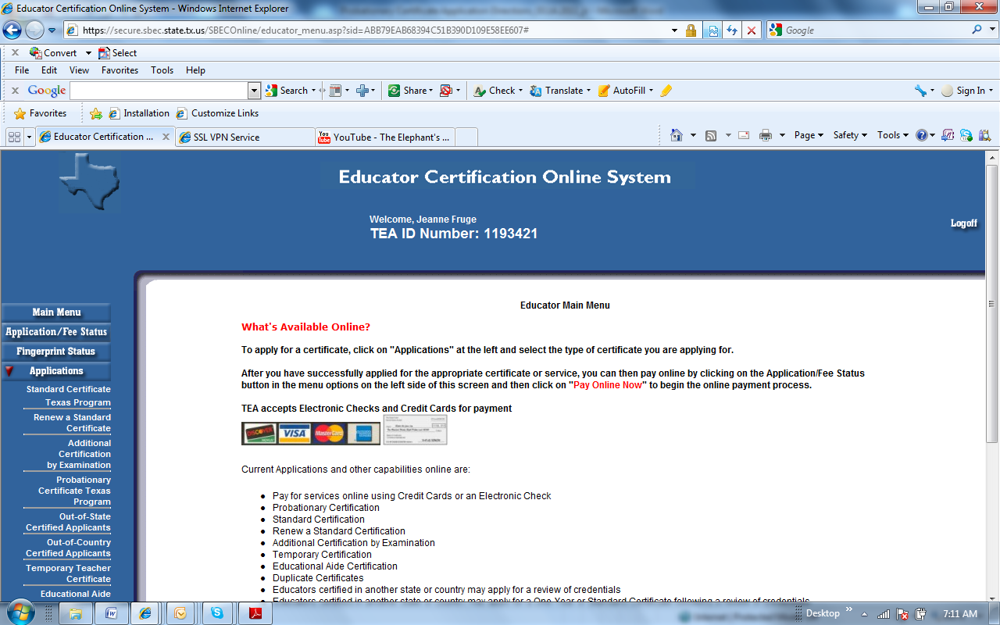 Educator Certification Online System - Windows Internet Explorer
https://secure.sbec.state.tx.us/SBECOnline/educator_menu.asp?sid=ABB79EAB68394C51B390D109E58EE607#
Google
Convert Select
File Edit View Favorites Tools Help
Google Search Share Check Translate AutoFill Sign In
Favorites Installation Customize Links
Educator Certification ... SSL VPN Service YouTube - The Elephant's ... Page Safety Tools
Educator Certification Online System
Welcome, Jeanne Fruge
TEA ID Number: 1193421
Logoff
Main Menu
Application/Fee Status
Fingerprint Status
Applications
Standard Certificate
Texas Program
Renew a Standard
Certificate
Additional
Certification
by Examination
Probationary
Certificate Texas
Program
Out-of-State
Certified Applicants
Out-of-Country
Certified Applicants
Temporary Teacher
Certificate
Educational Aide
Educator Main Menu
What's Available Online?
To apply for a certificate, click on "Applications" at the left and select the type of certificate you are applying for.
After you have successfully applied for the appropriate certificate or service, you can then pay online by clicking on the Application/Fee Status
button in the menu options on the left side of this screen and then click on "Pay Online Now" to begin the online payment process.
TEA accepts Electronic Checks and Credit Cards for payment
DISCOVER VISA MasterCard
Current Applications and other capabilities online are:
Pay for services online using Credit Cards or an Electronic Check
Probationary Certification
Standard Certification
Renew a Standard Certification
Additional Certification by Examination
Temporary Certification
Educational Aide Certification
Duplicate Certificates
Educators certified in another state or country may apply for a review of credentials
Educators certified in another state or country may apply for a One-Year or Standard Certificate following a review of credentials
Desktop 7:11 AM